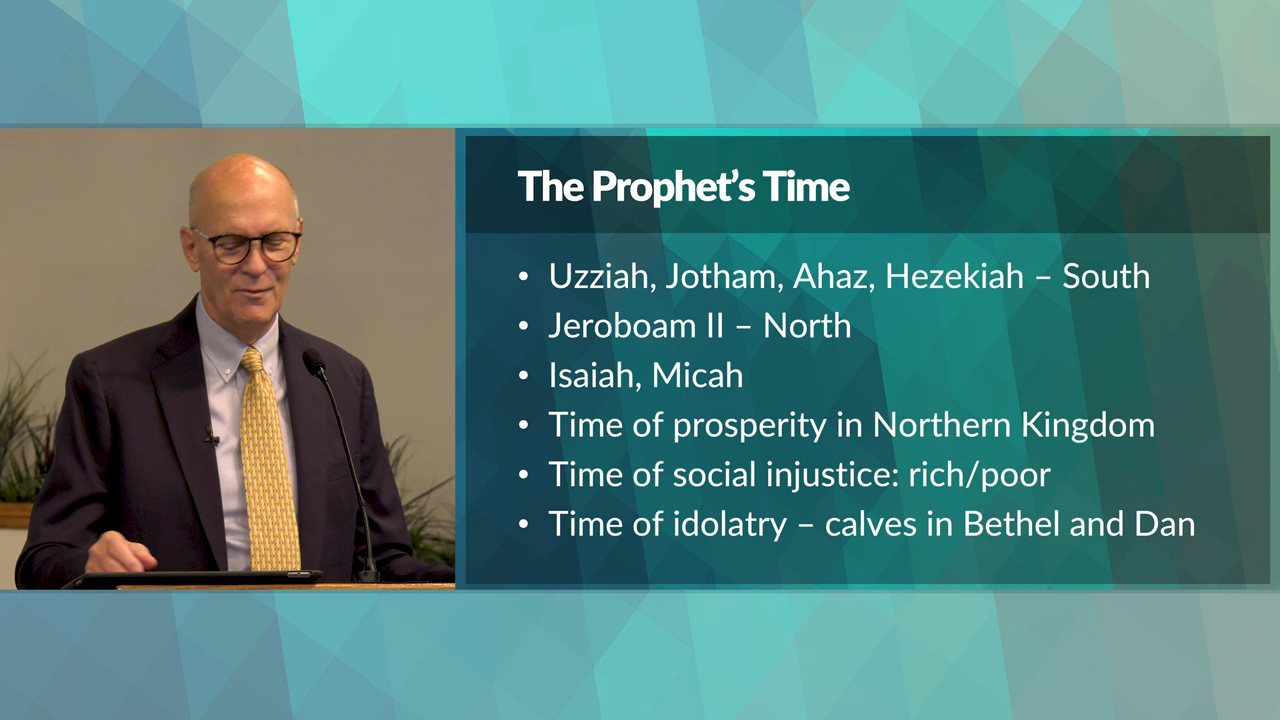 The Prophet’s Time
• Uzziah, Jotham, Ahaz, Hezekiah – South
• Jeroboam II – North
• Isaiah, Micah
• Time of prosperity in Northern Kingdom
• Time of social injustice: rich/poor
• Time of idolatry – calves in Bethel and Dan